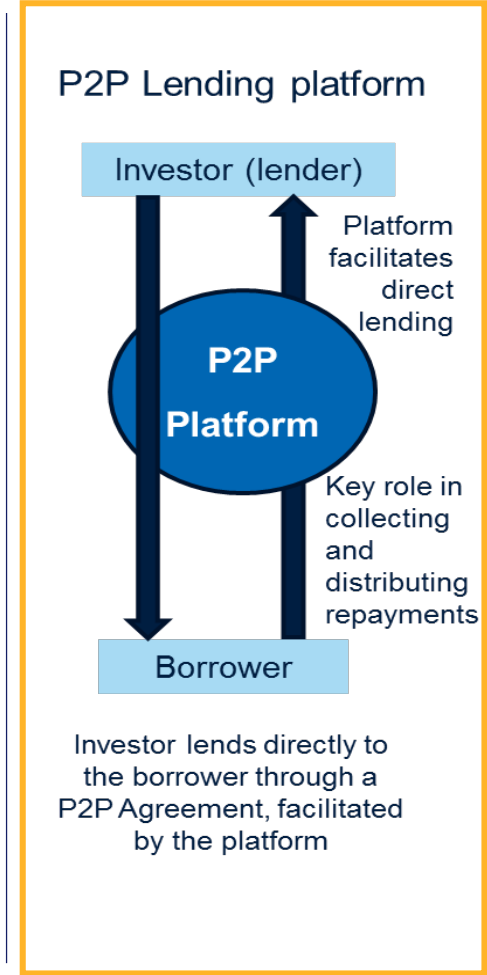 P2P Lending platform
Investor (lender)
Platform
facilitates
direct
lending
P2P
Platform
Key role in
collecting
and
distributing
repayments
Borrower
Investor lends directly to
the borrower through a
P2P Agreement, facilitated
by the platform